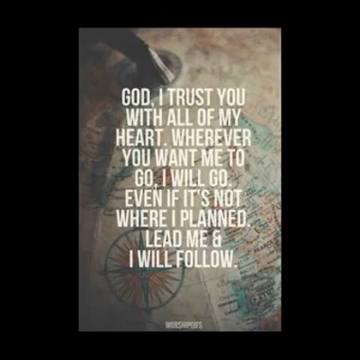 GOD, I TRUST YOU
WITH ALL OF MY
HEART. WHEREVER
YOU WANT ME TO
GO, I WILL GO.
EVEN IF IT'S NOT
WHERE I PLANNED.
LEAD ME &
I WILL FOLLOW.
WORSHIPGIFS